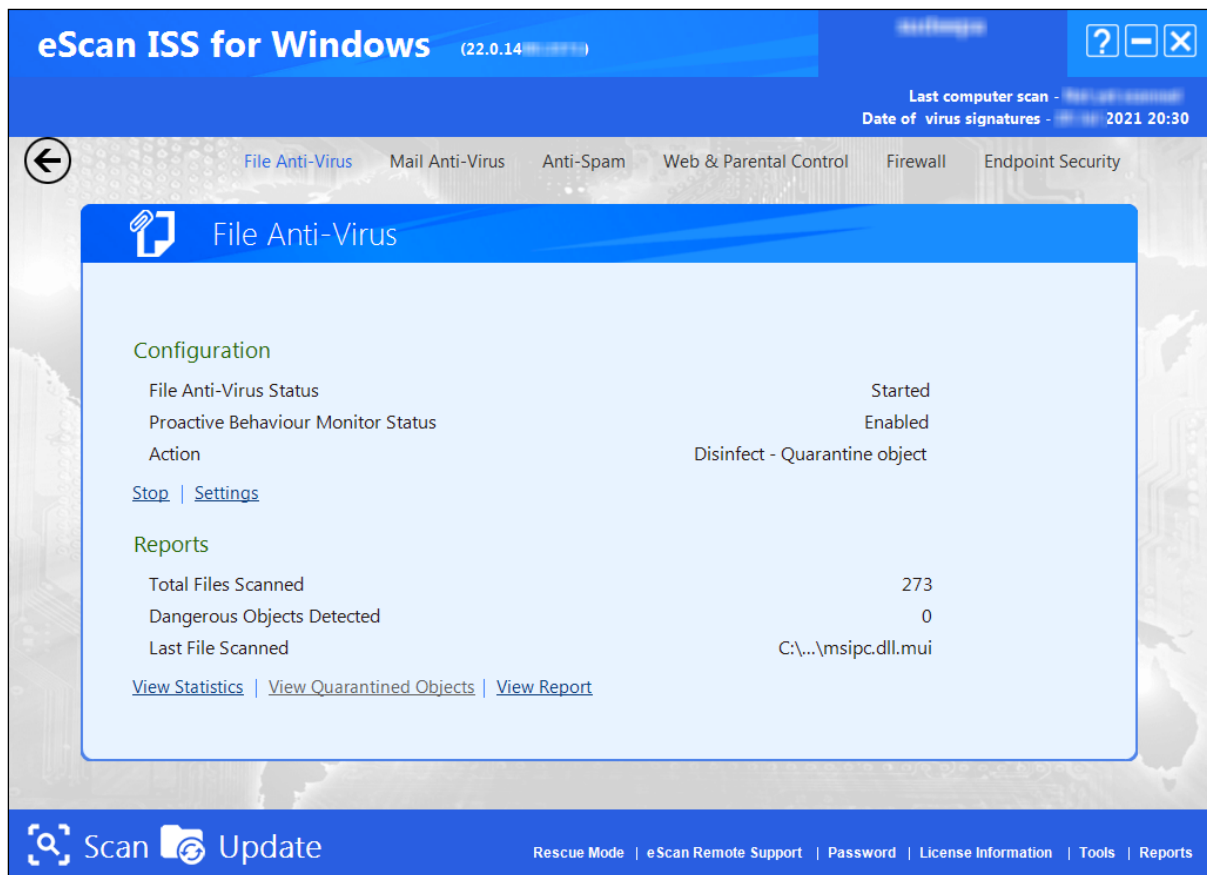 eScan ISS for Windows (22.0.14
Last computer scan -
Date of virus signatures - 2021 20:30
File Anti-Virus Mail Anti-Virus Anti-Spam Web & Parental Control Firewall Endpoint Security
File Anti-Virus
Configuration
File Anti-Virus Status Started
Proactive Behaviour Monitor Status Enabled
Action Disinfect - Quarantine object
Stop | Settings
Reports
Total Files Scanned 273
Dangerous Objects Detected 0
Last File Scanned C:\...\msipc.dll.mui
View Statistics | View Quarantined Objects | View Report
Scan Update
Rescue Mode | eScan Remote Support | Password | License Information | Tools | Reports